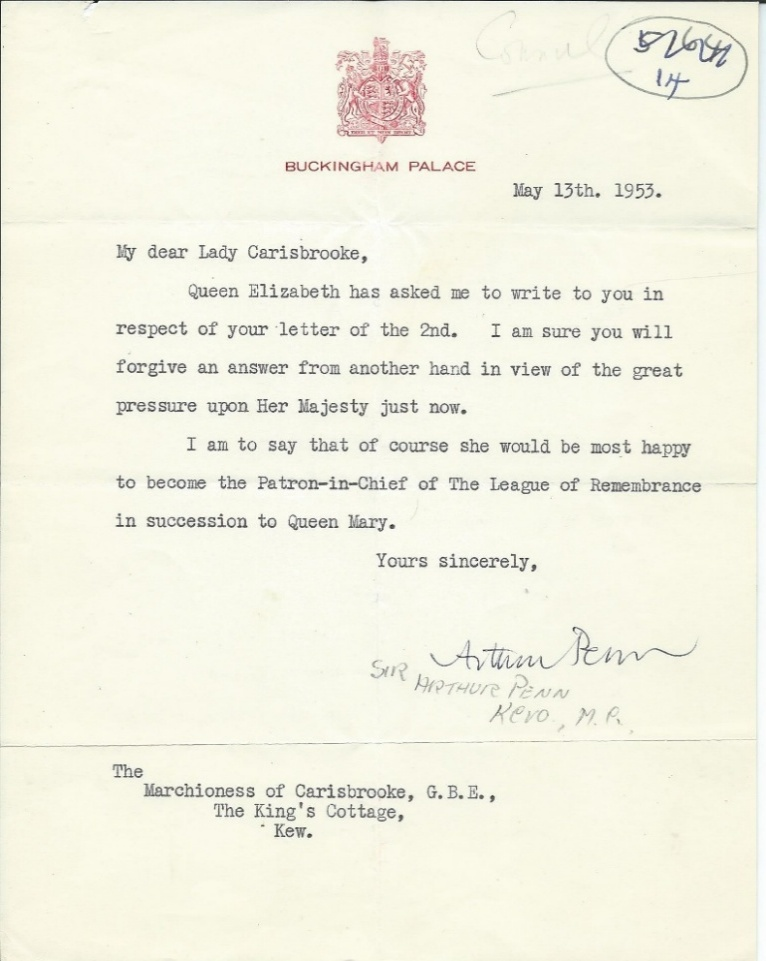 BUCKINGHAM PALACE
May 13th. 1953.
My dear Lady Carisbrooke,
Queen Elizabeth has asked me to write to you in
respect of your letter of the 2nd. I am sure you will
forgive an answer from another hand in view of the great
pressure upon Her Majesty just now.
I am to say that of course she would be most happy
to become the Patron-in-Chief of The League of Remembrance
in succession to Queen Mary.
Yours sincerely,
Arthur Penn
SIR
ARTHUR PENN
KCVO., M.P.
The
Marchioness of Carisbrooke, G.B.E.,
The King's Cottage,
Kew.